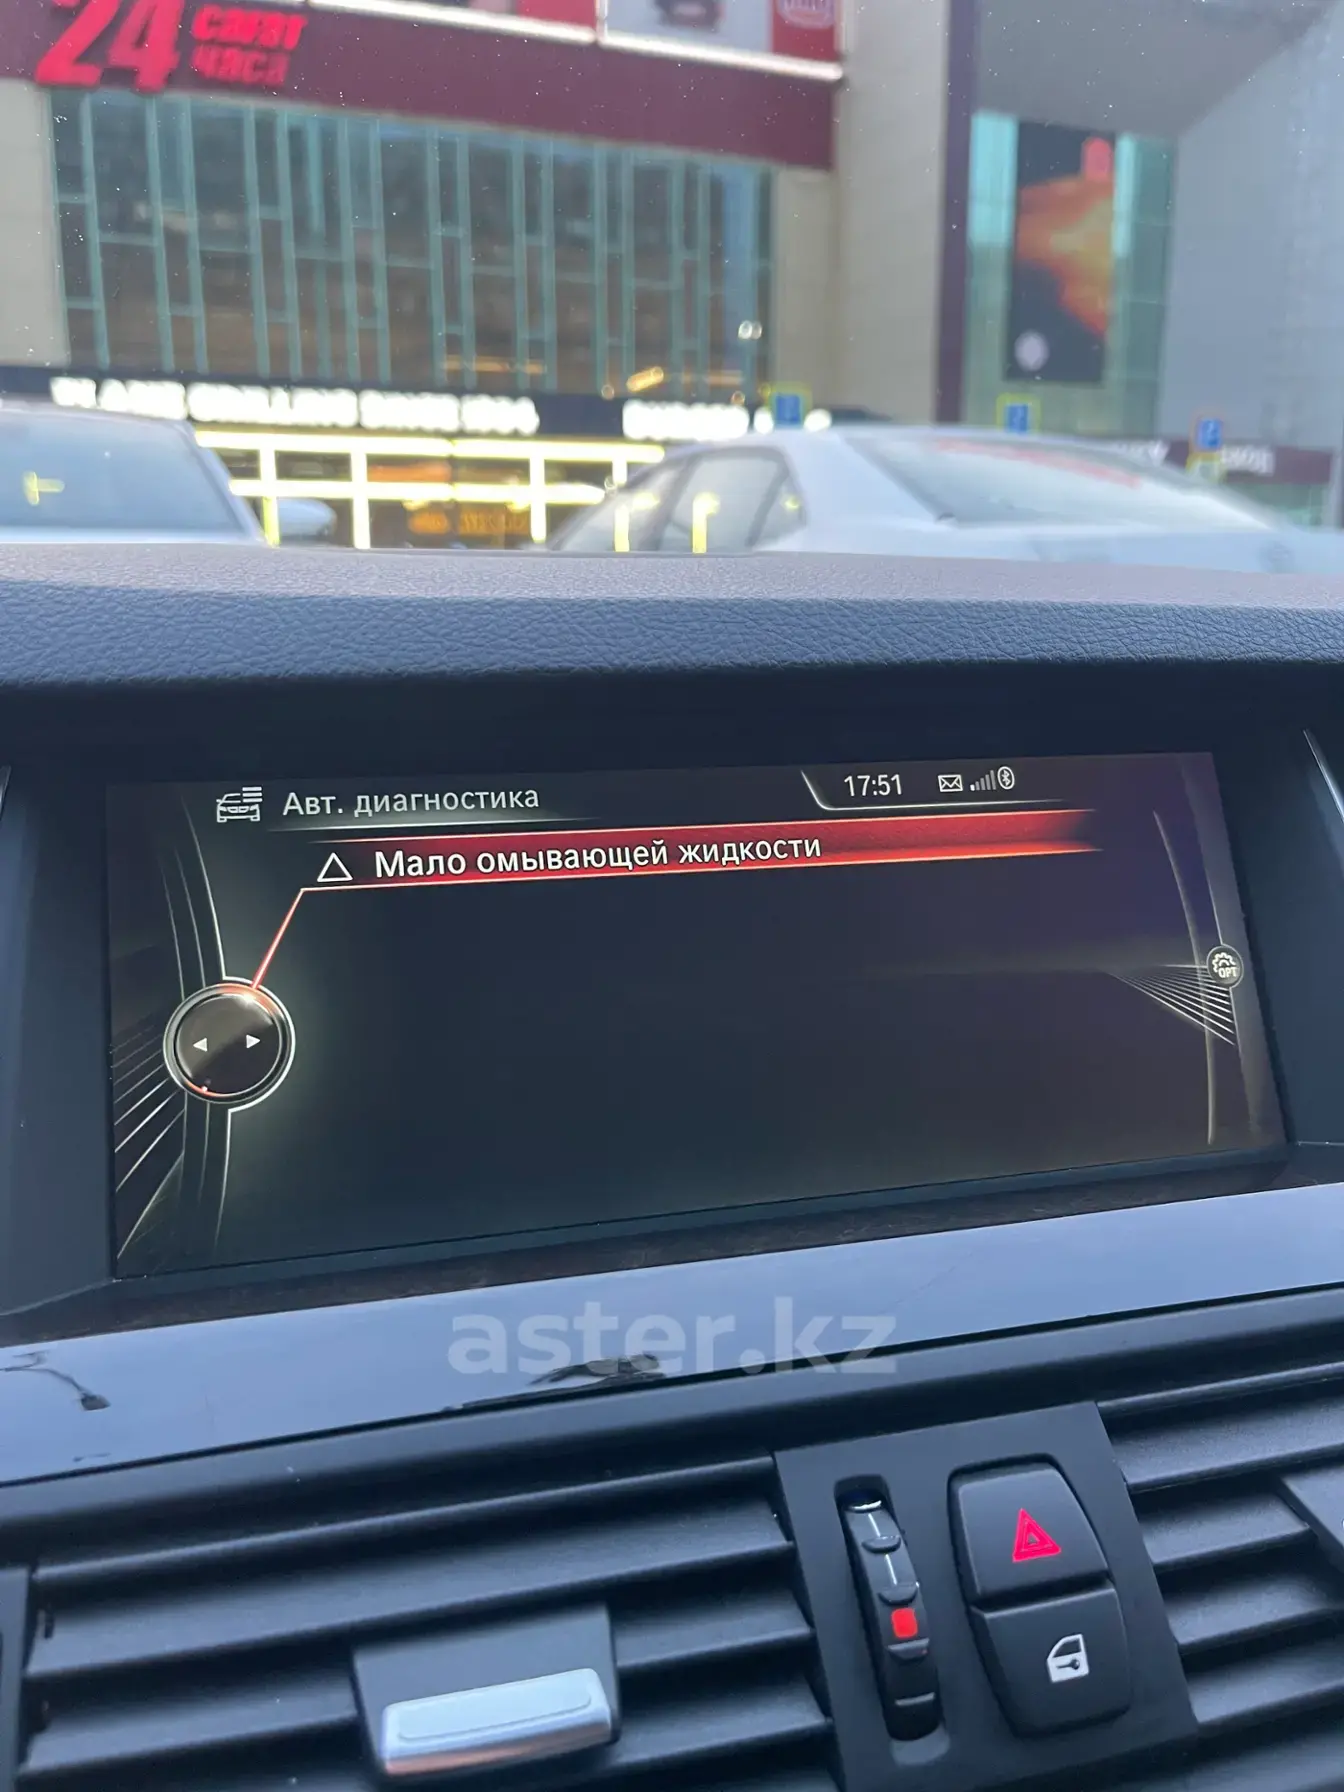 24 сағат
часа
Авт. диагностика
17:51
Мало омывающей жидкости
OPT
aster.kz